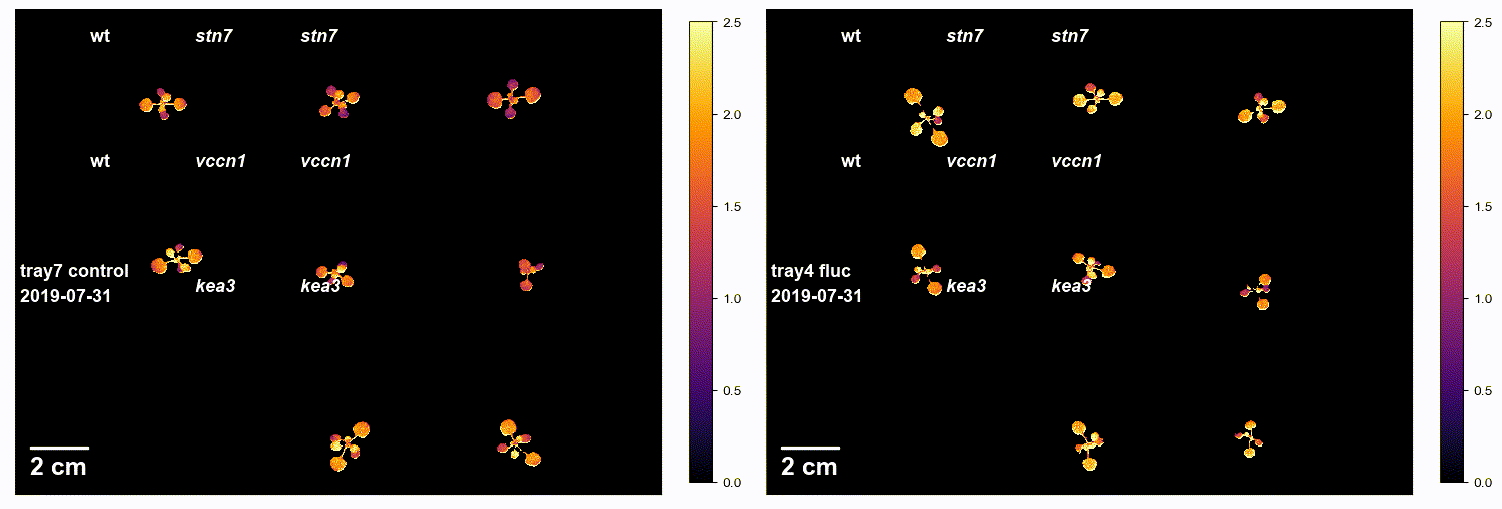 wt stn7 stn7
wt vccn1 vccn1
tray7 control
2019-07-31
kea3 kea3
2 cm
2.5
2.0
1.5
1.0
0.5
0.0
wt stn7 stn7
wt vccn1 vccn1
tray4 fluc
2019-07-31
kea3 kea3
2 cm
2.5
2.0
1.5
1.0
0.5
0.0